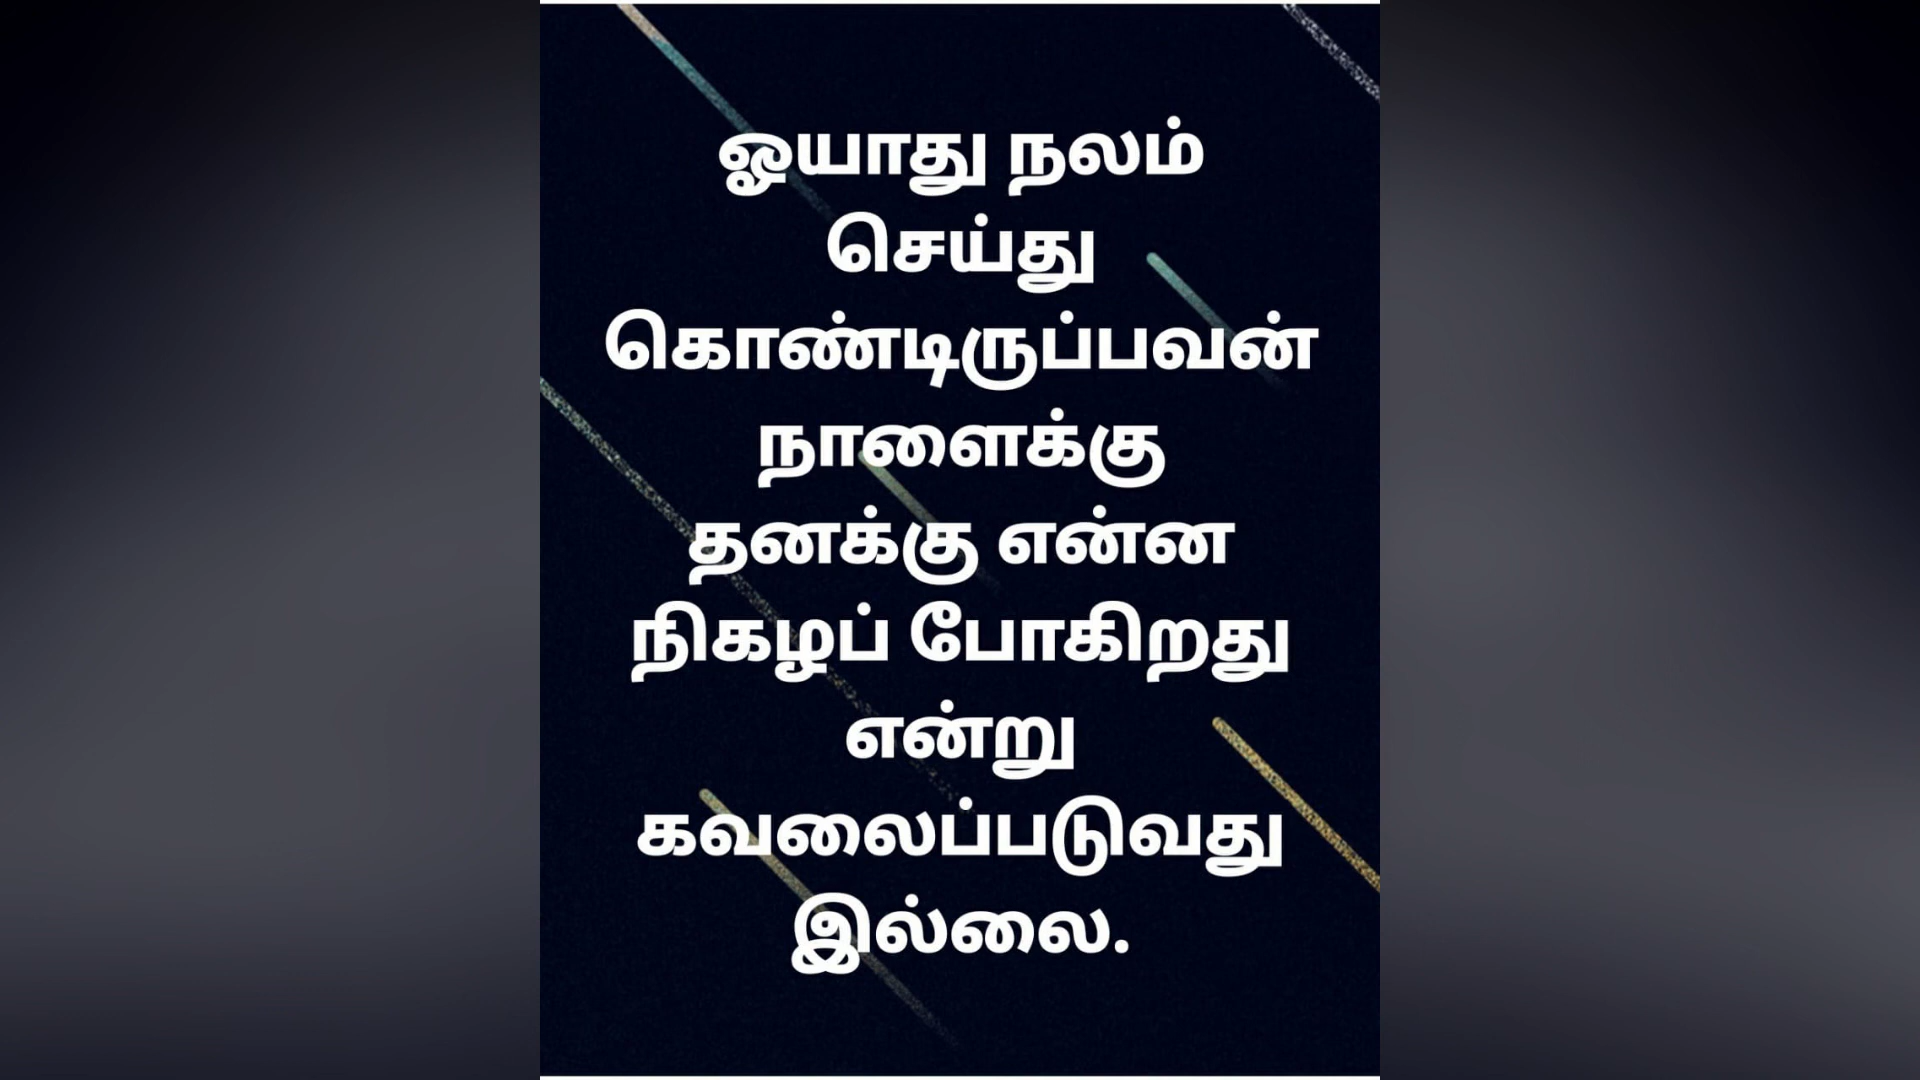 ஓயாது நலம்
செய்து
கொண்டிருப்பவன்
நாளைக்கு
தனக்கு என்ன
நிகழப் போகிறது
என்று
கவலைப்படுவது
இல்லை.